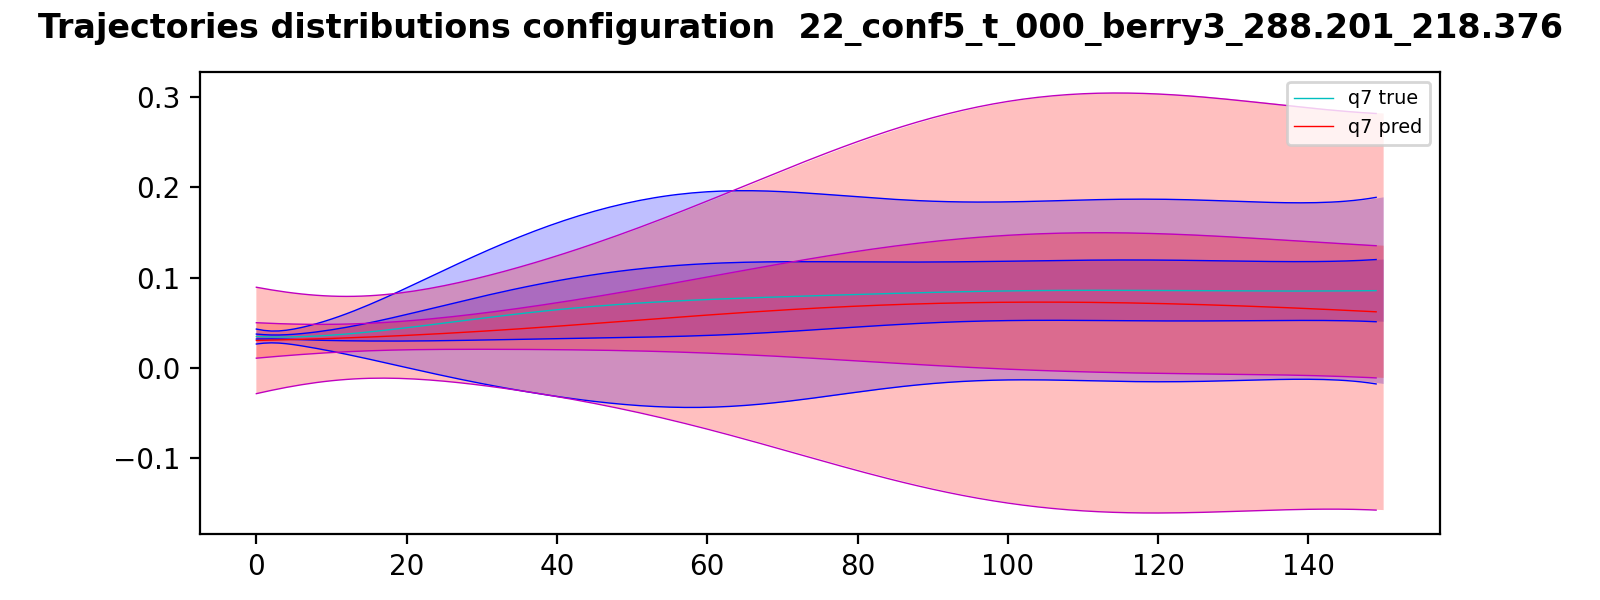 Trajectories distributions configuration  22_conf5_t_000_berry3_288.201_218.376
0.3
0.2
0.1
0.0
−0.1
q7 true
q7 pred
0 20 40 60 80 100 120 140